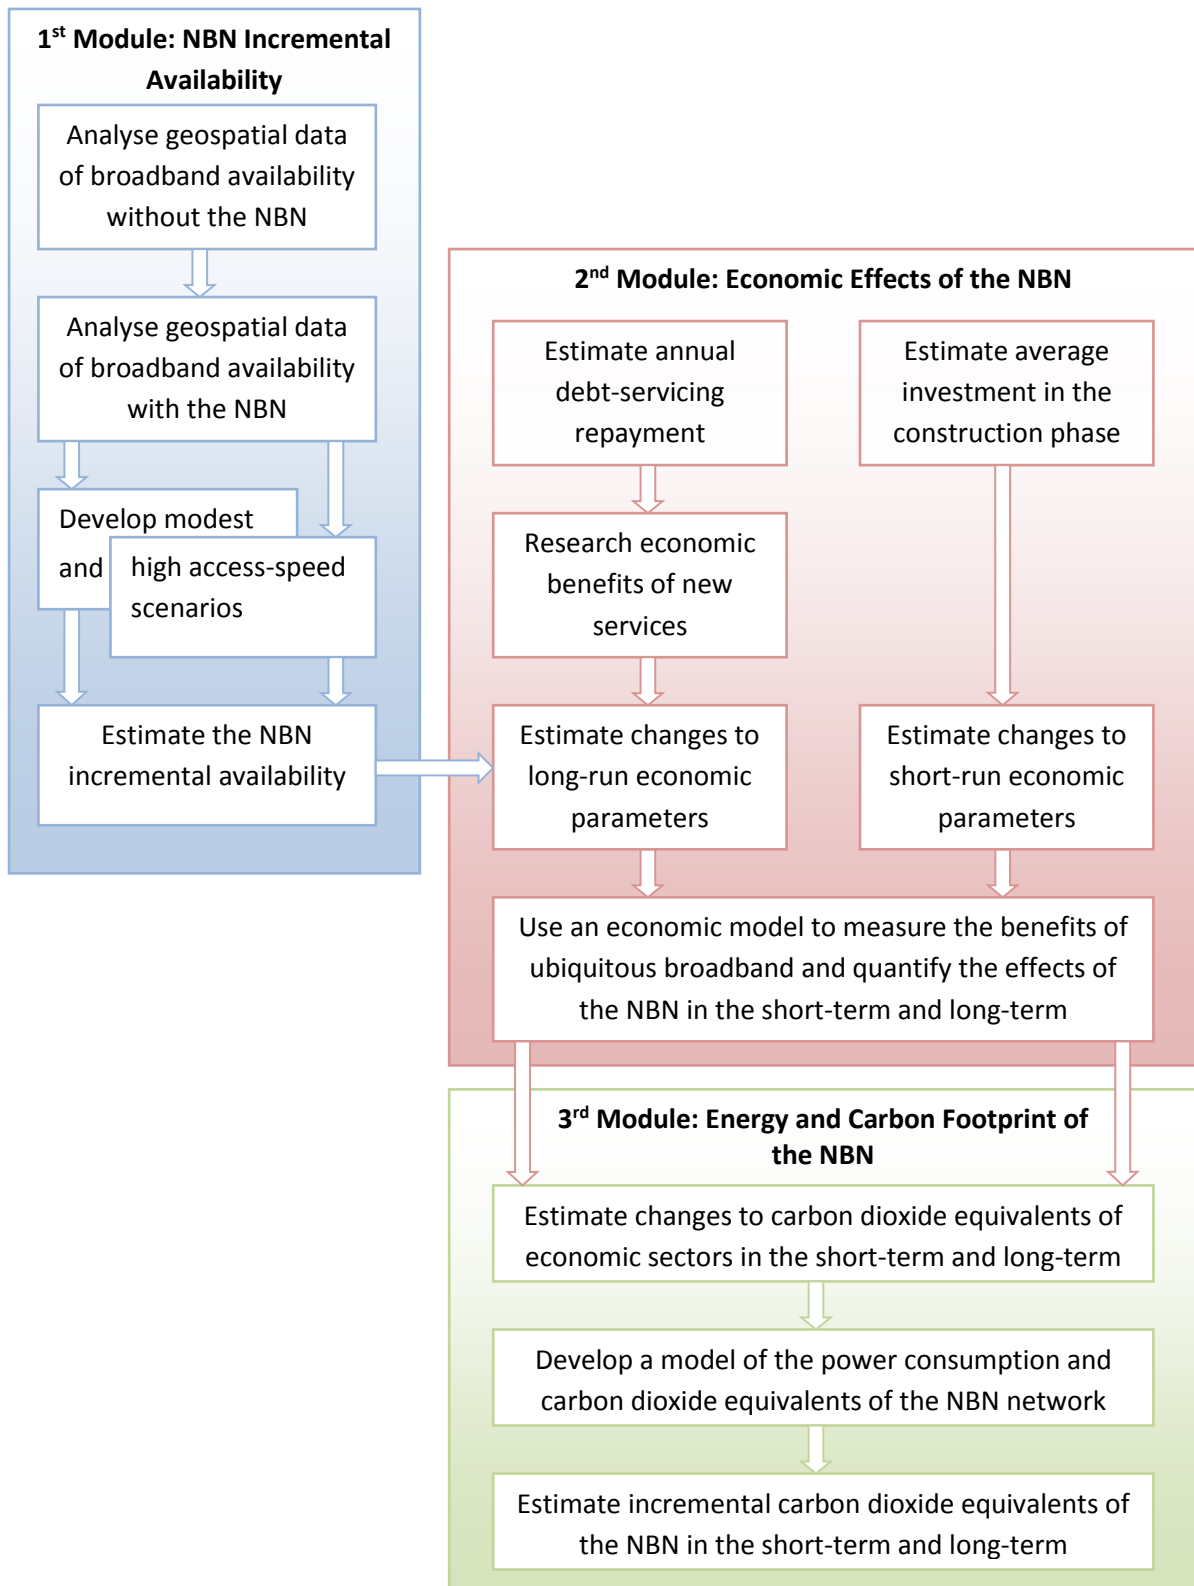 1st Module: NBN Incremental
Availability
Analyse geospatial data
of broadband availability
without the NBN
Analyse geospatial data
of broadband availability
with the NBN
Develop modest
and
high access-speed
scenarios
Estimate the NBN
incremental availability
2nd Module: Economic Effects of the NBN
Estimate annual
debt-servicing
repayment
Research economic
benefits of new
services
Estimate changes to
long-run economic
parameters
Estimate average
investment in the
construction phase
Estimate changes to
short-run economic
parameters
Use an economic model to measure the benefits of
ubiquitous broadband and quantify the effects of
the NBN in the short-term and long-term
3rd Module: Energy and Carbon Footprint of
the NBN
Estimate changes to carbon dioxide equivalents of
economic sectors in the short-term and long-term
Develop a model of the power consumption and
carbon dioxide equivalents of the NBN network
Estimate incremental carbon dioxide equivalents of
the NBN in the short-term and long-term